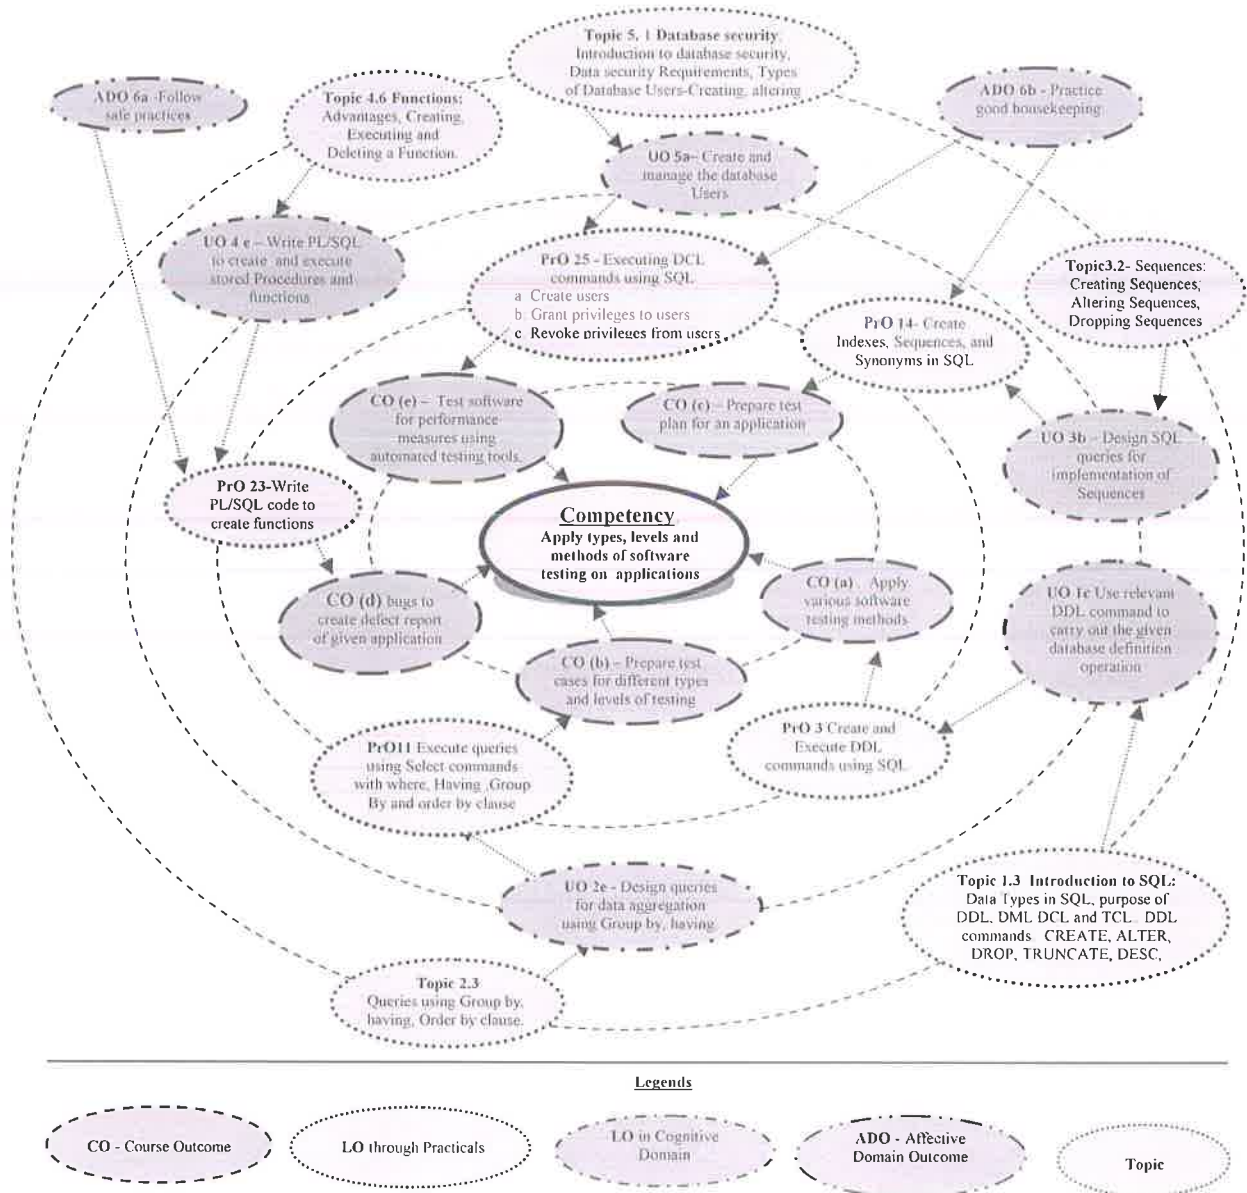 Topic 5. 1 Database security.
Introduction to database security,
Data security Requirements, Types
of Database Users-Creating, altering
ADO 6a -Follow
safe practices
Topic 4.6 Functions:
Advantages, Creating,
Executing and
Deleting a Function.
ADO 6b - Practice
good housekeeping
UO 5a– Create and
manage the database
Users
UO 4 e – Write PL/SQL
to create and execute
stored Procedures and
functions
PrO 25 - Executing DCL
commands using SQL
a Create users
b. Grant privileges to users
c. Revoke privileges from users
Topic3.2- Sequences:
Creating Sequences,
Altering Sequences,
Dropping Sequences
PrO 14- Create
Indexes, Sequences, and
Synonyms in SQL
CO (e) – Test software
for performance
measures using
automated testing tools.
CO (c) – Prepare test
plan for an application
UO 3b - Design SQL
queries for
implementation of
Sequences
PrO 23-Write
PL/SQL code to
create functions
Competency
Apply types, levels and
methods of software
testing on applications
CO (d) bugs to
create defect report
of given application
CO (a) . Apply
various software
testing methods
UO 1c Use relevant
DDL command to
carry out the given
database definition
operation
CO (b) – Prepare test
cases for different types
and levels of testing
PrO11 Execute queries
using Select commands
with where, Having ,Group
By and order by clause
PrO 3 Create and
Execute DDL
commands using SQL
UO 2e - Design queries
for data aggregation
using Group by, having
Topic 1.3 Introduction to SQL:
Data Types in SQL, purpose of
DDL, DML DCL and TCL. DDL
commands CREATE, ALTER,
DROP, TRUNCATE, DESC,
Topic 2.3
Queries using Group by,
having, Order by clause.
Legends
CO - Course Outcome
LO through Practicals
LO in Cognitive
Domain
ADO - Affective
Domain Outcome
Topic